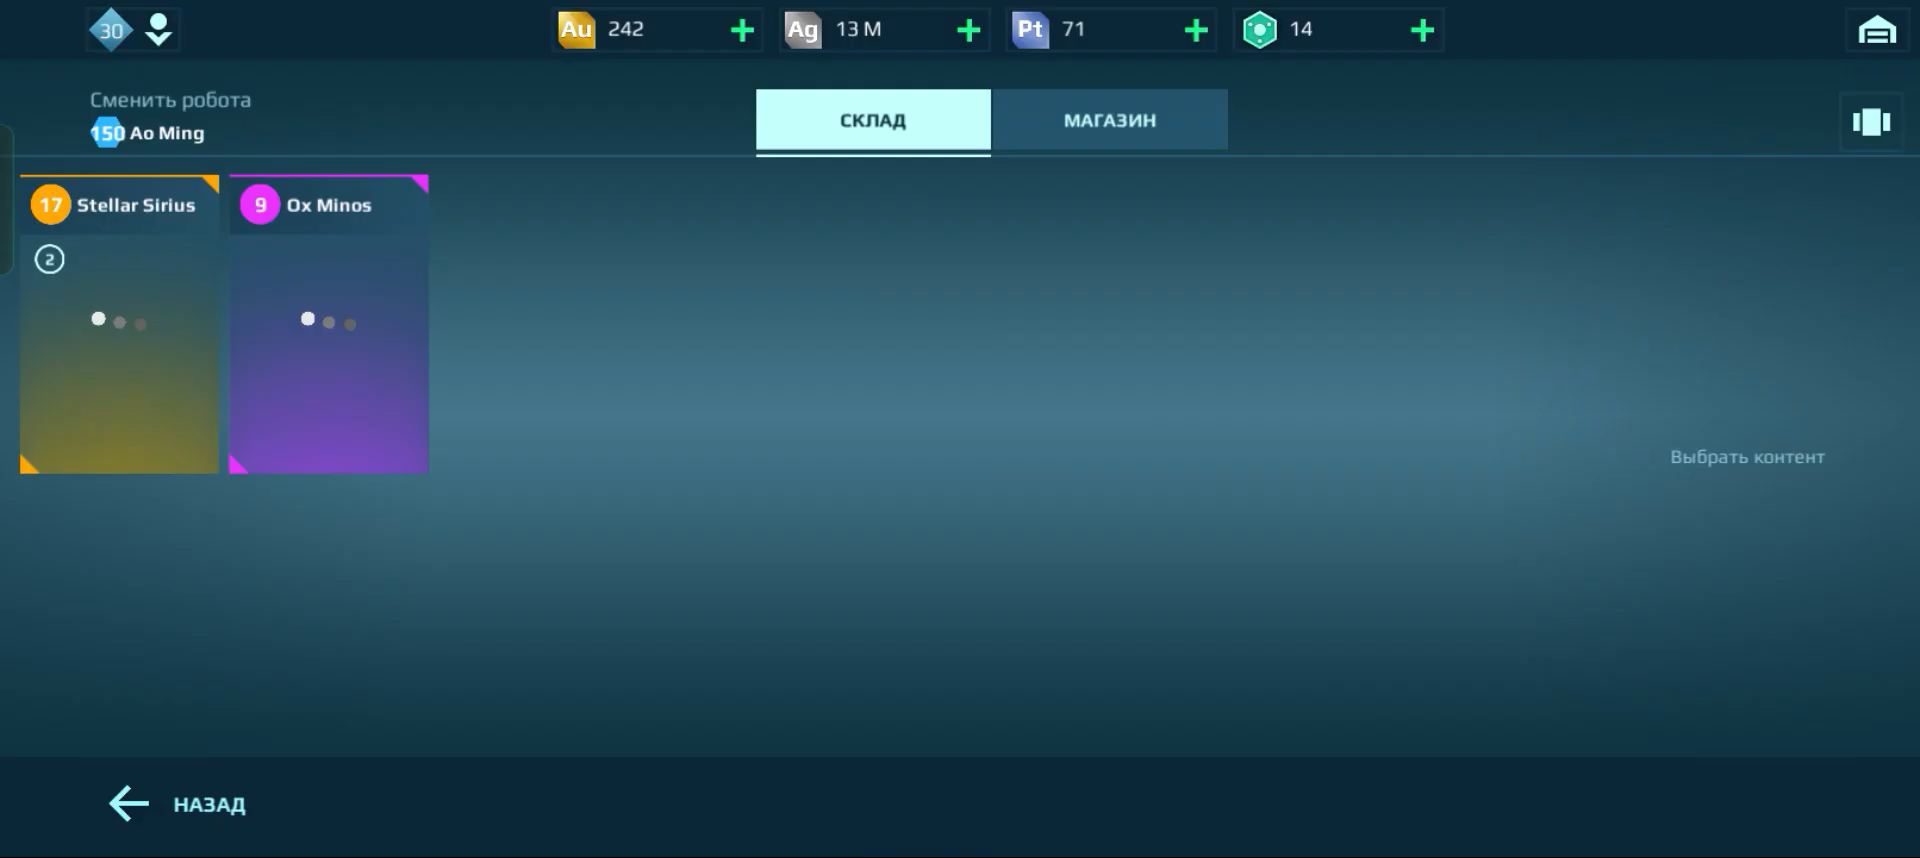 30
Au 242
Ag 13 M
Pt 71
14
Сменить робота
150 Ao Ming
СКЛАД
МАГАЗИН
17 Stellar Sirius
9 Ox Minos
2
Выбрать контент
НАЗАД